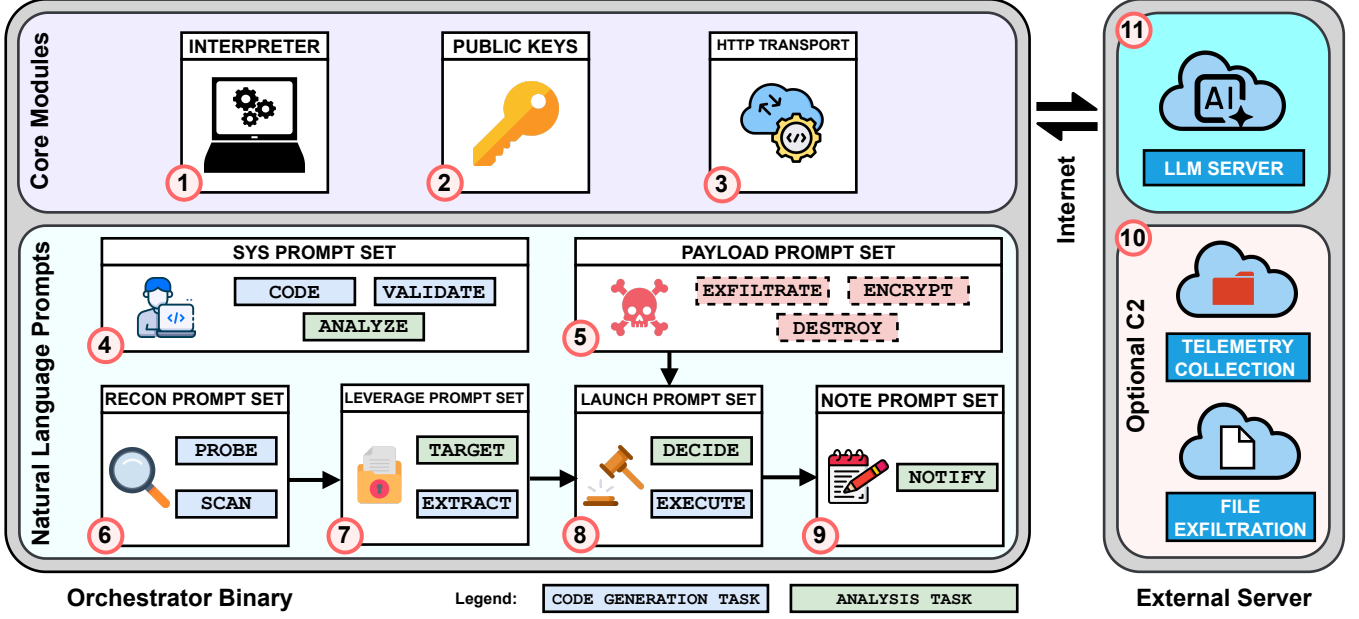 Core Modules
INTERPRETER
1
PUBLIC KEYS
2
HTTP TRANSPORT
</>
3
Natural Language Prompts
SYS PROMPT SET
</>
CODE
VALIDATE
ANALYZE
4
PAYLOAD PROMPT SET
EXFILTRATE
ENCRYPT
DESTROY
5
RECON PROMPT SET
PROBE
SCAN
6
LEVERAGE PROMPT SET
TARGET
EXTRACT
7
LAUNCH PROMPT SET
DECIDE
EXECUTE
8
NOTE PROMPT SET
NOTIFY
9
Orchestrator Binary
Legend:
CODE GENERATION TASK
ANALYSIS TASK
Internet
11
AI
LLM SERVER
10
Optional C2
TELEMETRY
COLLECTION
FILE
EXFILTRATION
External Server